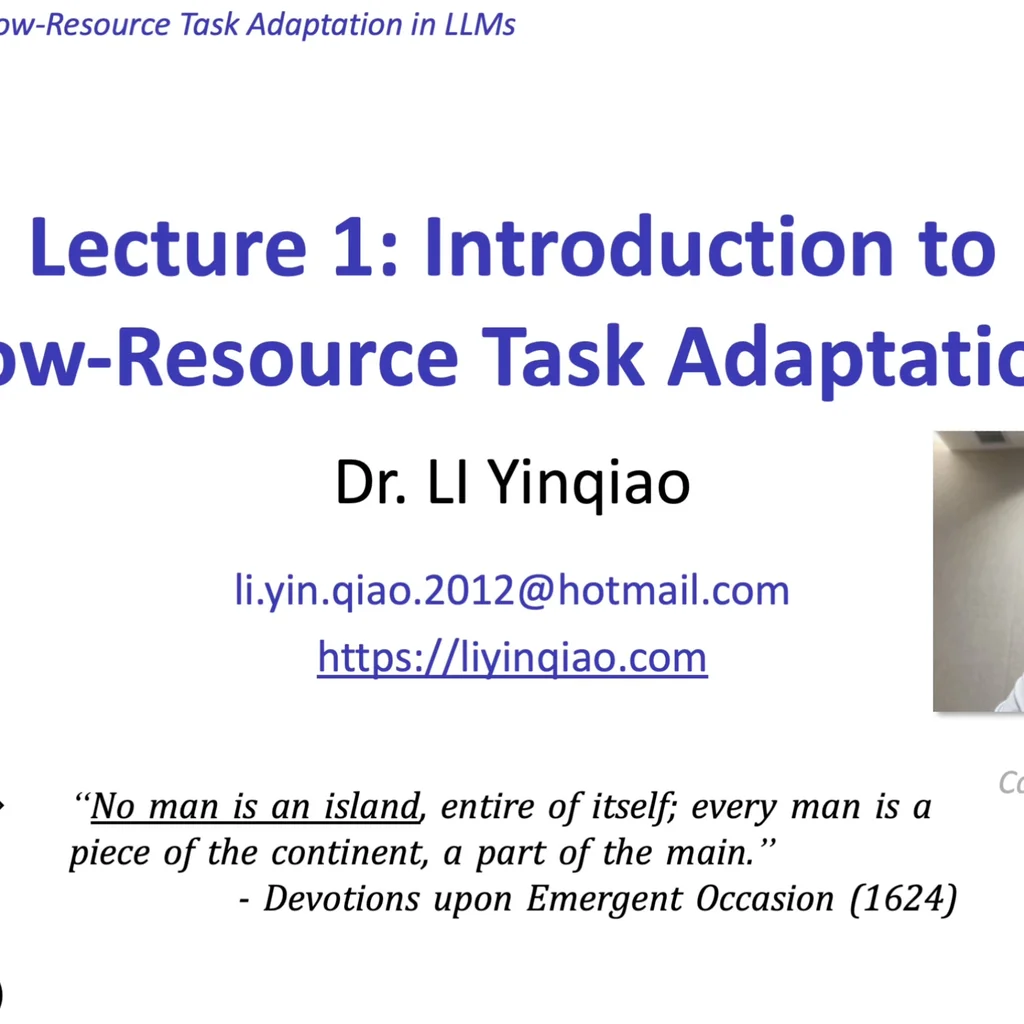 ow-Resource Task Adaptation in LLMs
Lecture 1: Introduction to
ow-Resource Task Adaptatio
Dr. LI Yinqiao
li.yin.qiao.2012@hotmail.com
https://liyinqiao.com
“No man is an island, entire of itself; every man is a
piece of the continent, a part of the main.”
- Devotions upon Emergent Occasion (1624)